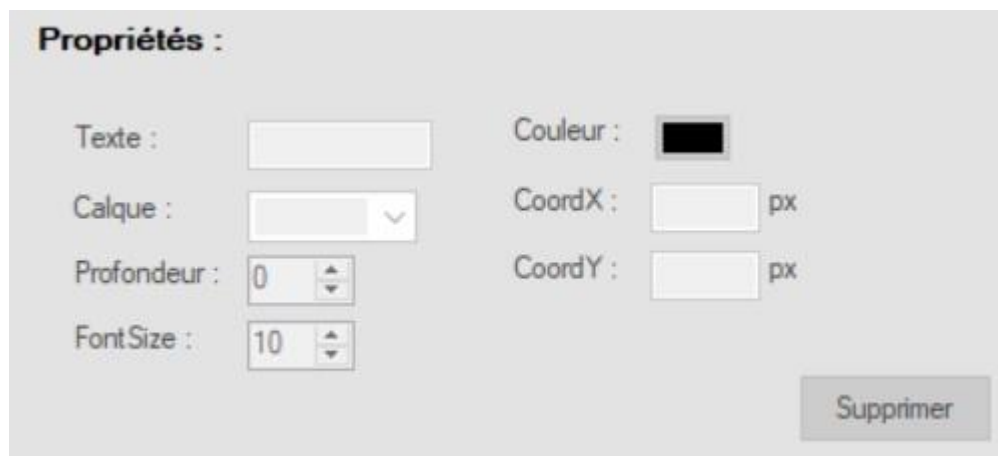 Propriétés :
Texte :
Couleur :
Calque :
CoordX : px
Profondeur : 0
CoordY : px
FontSize : 10
Supprimer